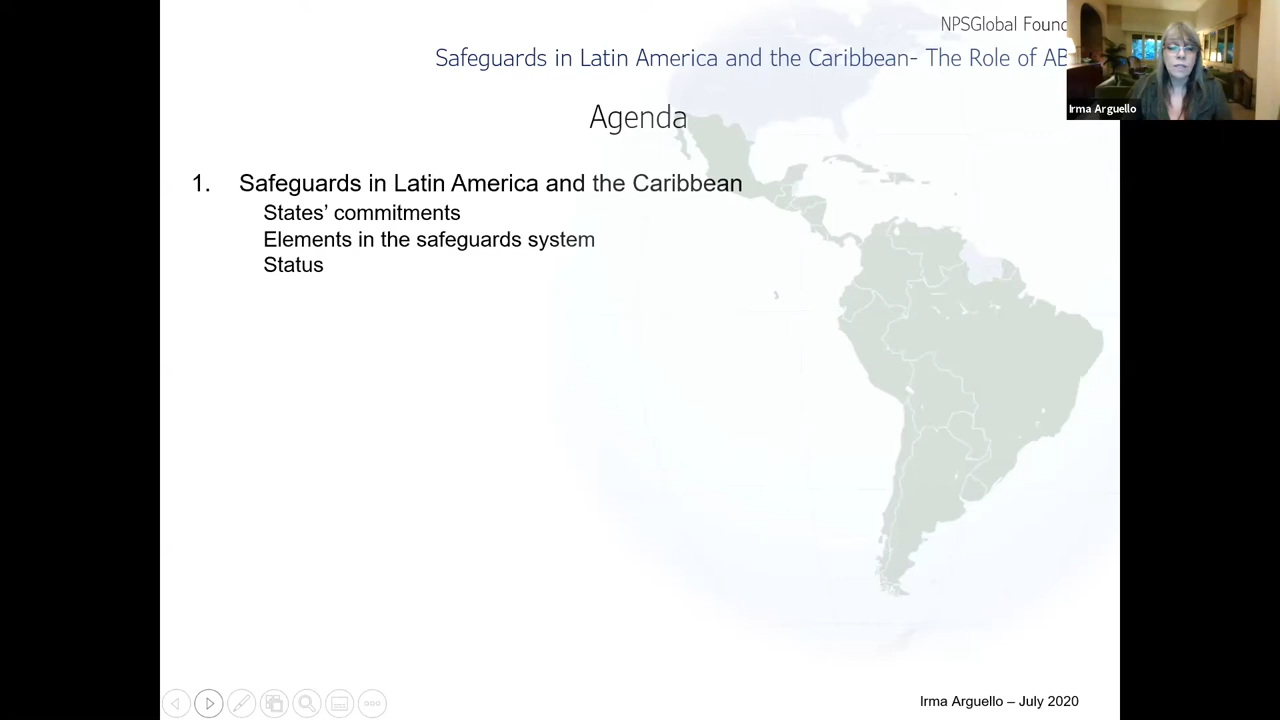 NPSGlobal Founc
Safeguards in Latin America and the Caribbean- The Role of AB
Irma Arguello
Agenda
1. Safeguards in Latin America and the Caribbean
States’ commitments
Elements in the safeguards system
Status
Irma Arguello – July 2020